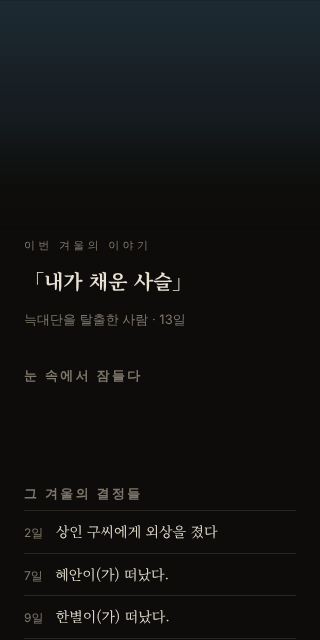 이번 겨울의 이야기
「내가 채운 사슬」
늑대단을 탈출한 사람 · 13일
눈 속에서 잠들다
그 겨울의 결정들
2일 상인 구씨에게 외상을 졌다
7일 혜안이(가) 떠났다.
9일 한별이(가) 떠났다.